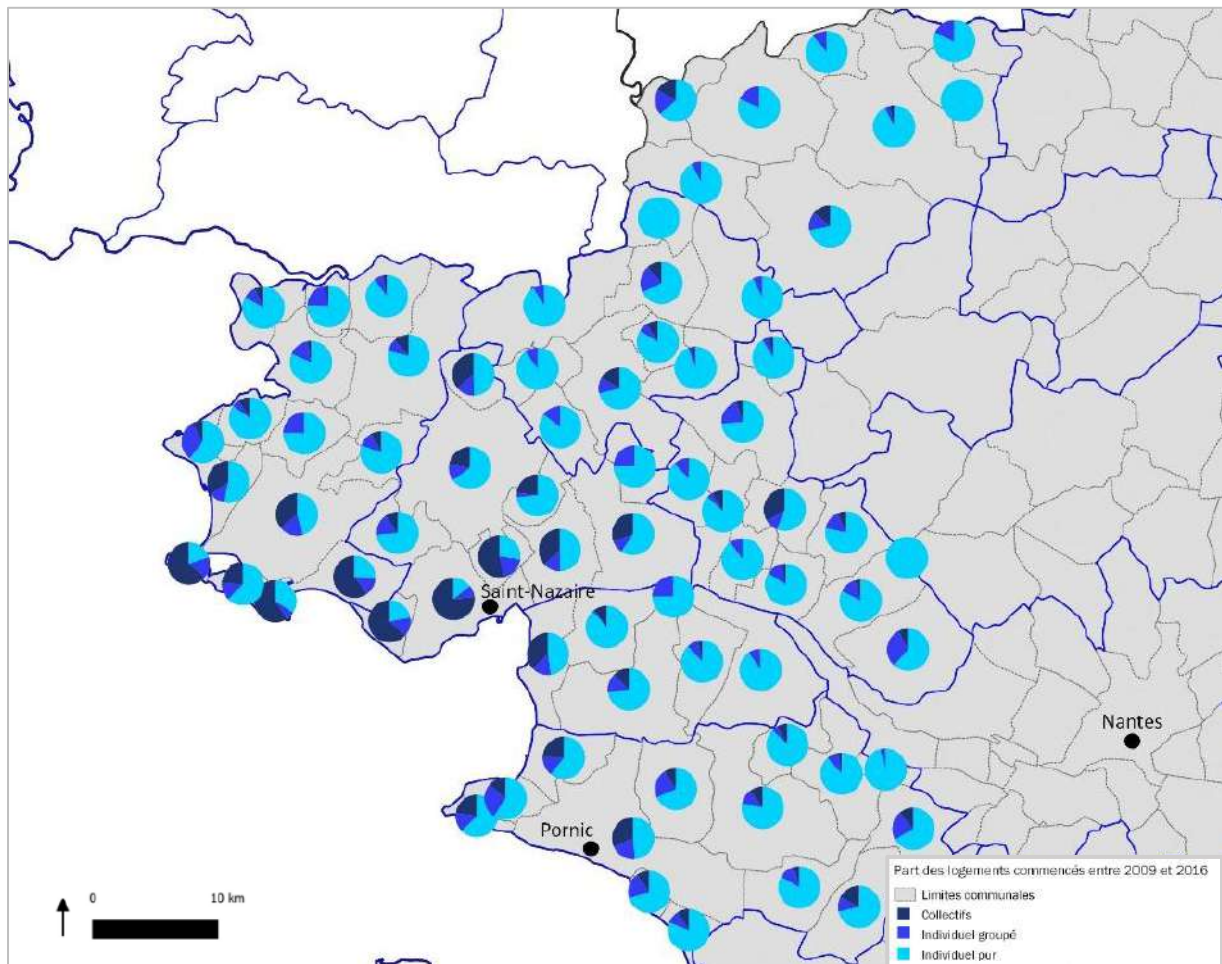 Saint-Nazaire
Nantes
Pornic
0 10 km
Part des logements commencés entre 2009 et 2016
Limites communales
Collectifs
Individuel groupé
Individuel pur